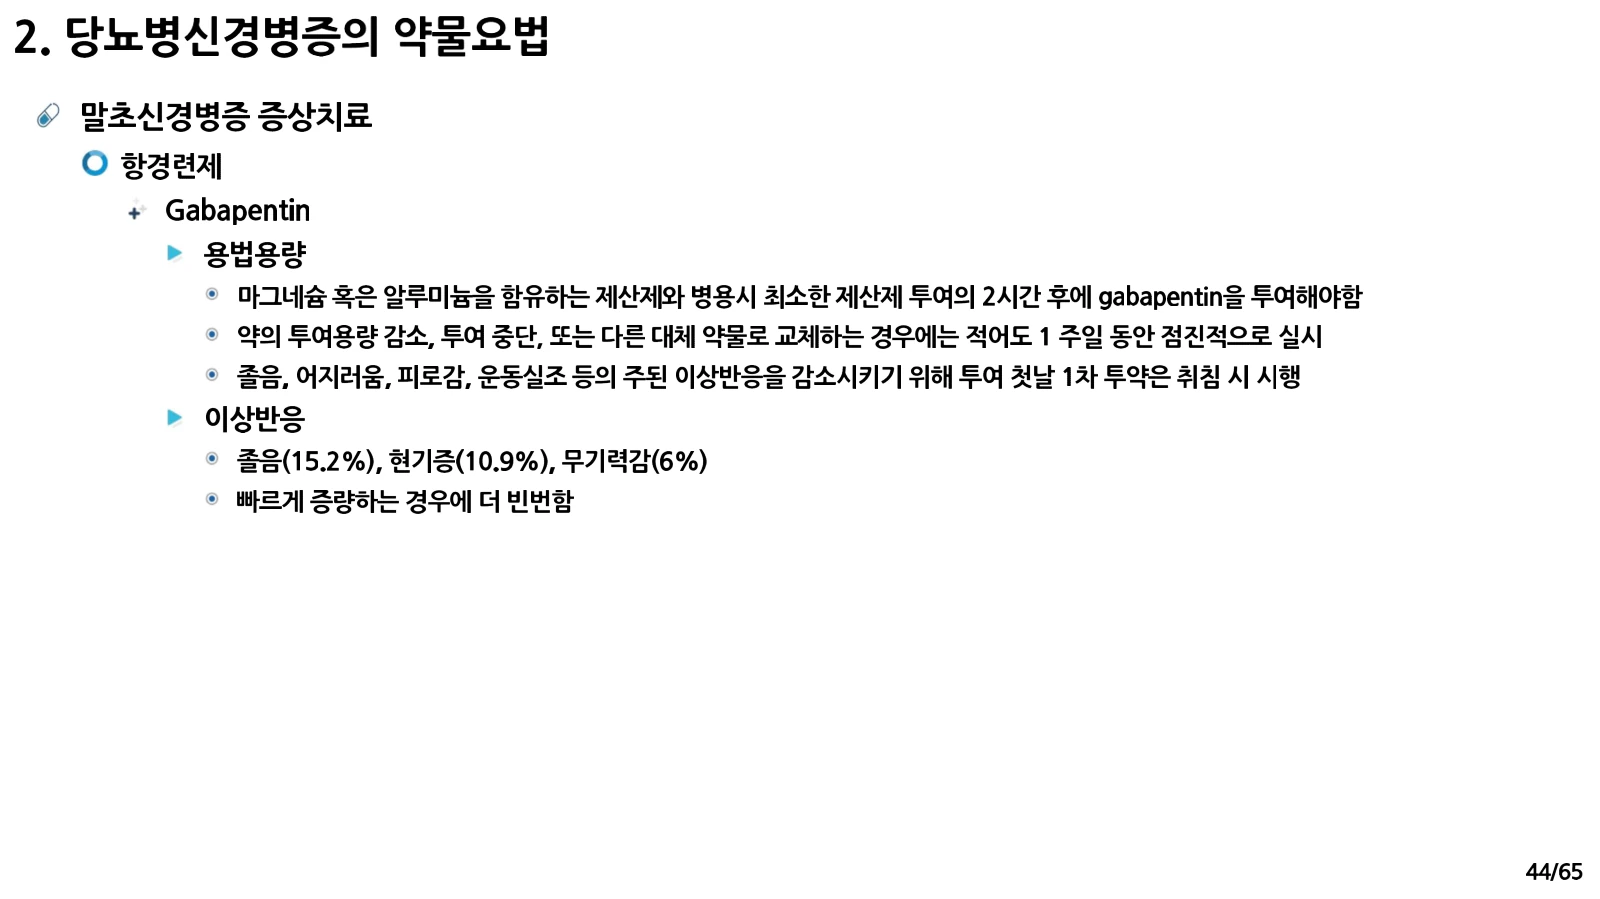 2. 당뇨병신경병증의 약물요법
말초신경병증 증상치료
항경련제
Gabapentin
용법용량
마그네슘 혹은 알루미늄을 함유하는 제산제와 병용시 최소한 제산제 투여의 2시간 후에 gabapentin을 투여해야함
약의 투여용량 감소, 투여 중단, 또는 다른 대체 약물로 교체하는 경우에는 적어도 1 주일 동안 점진적으로 실시
졸음, 어지러움, 피로감, 운동실조 등의 주된 이상반응을 감소시키기 위해 투여 첫날 1차 투약은 취침 시 시행
이상반응
졸음(15.2%), 현기증(10.9%), 무기력감(6%)
빠르게 증량하는 경우에 더 빈번함
44/65